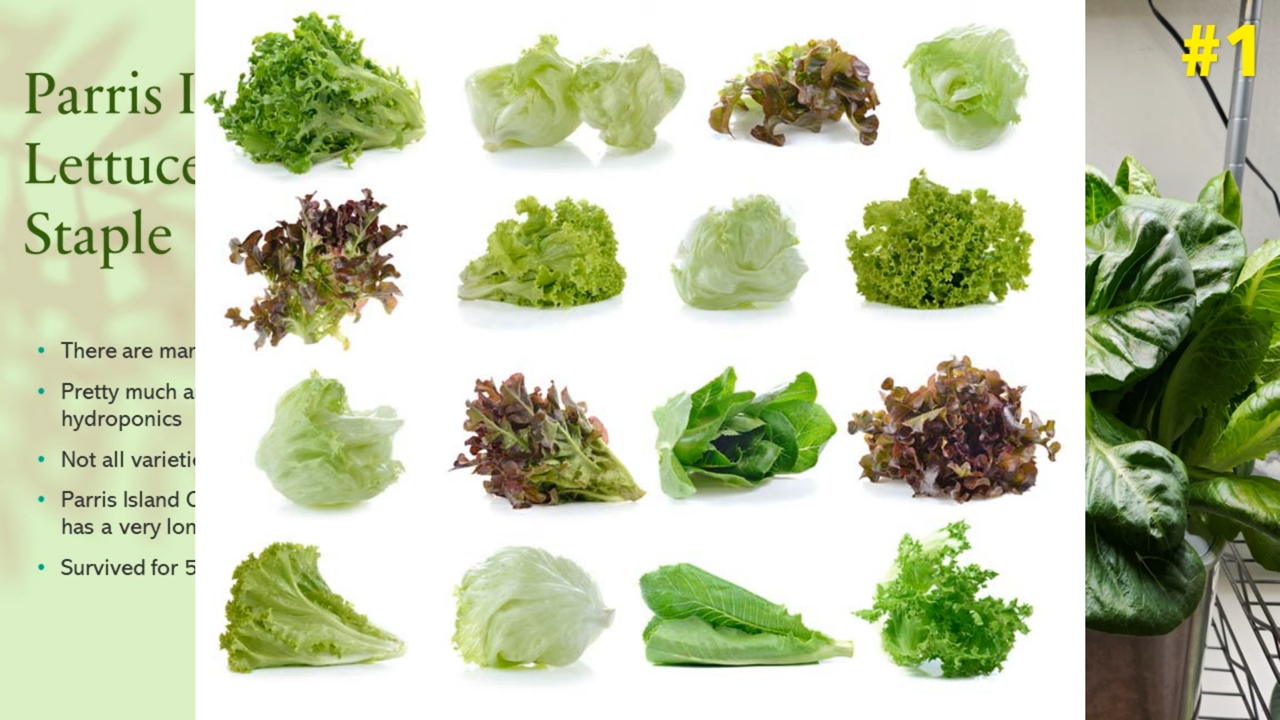 Parris I
Lettuce
Staple
#1
• There are mar
• Pretty much a
hydroponics
• Not all varieti
• Parris Island C
has a very lon
• Survived for 5